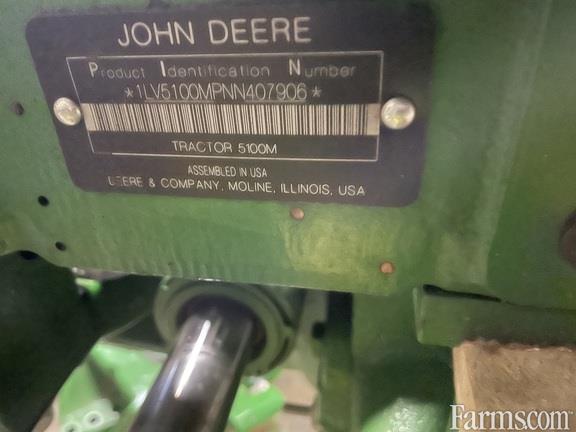 JOHN DEERE
Product Identification Number
*1LV5100MPNN407906*
TRACTOR 5100M
ASSEMBLED IN USA
DEERE & COMPANY, MOLINE, ILLINOIS, USA
Farms.com